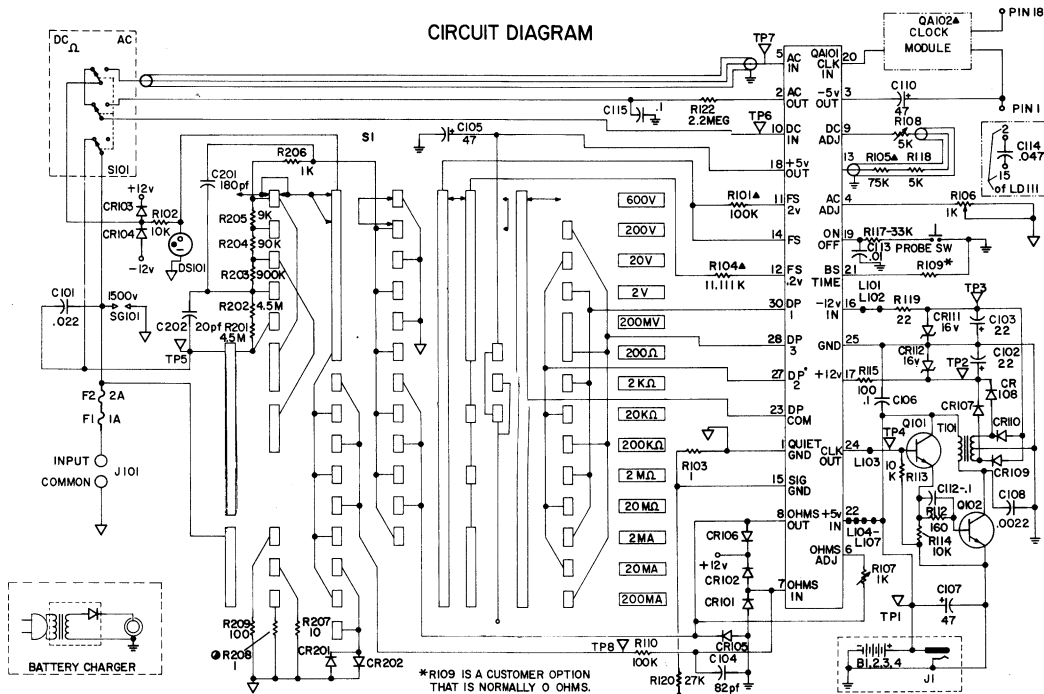 CIRCUIT DIAGRAM
DC Ω AC
S101
+12v
CR103
CR104
-12v
R102
10K
DS101
C101
.022
1500v
SG101
TP5
F2 2A
F1 1A
INPUT
COMMON
J101
BATTERY CHARGER
C201
180pf
C202
20pf
R206
1K
R205
9K
R204
90K
R203
900K
R202
4.5M
R201
4.5M
R209
100
R208
1
R207
10
CR201
CR202
S1
C105
47
C115
.1
R122
2.2MEG
TP7
TP6
600V
200V
20V
2V
200MV
200Ω
2KΩ
20KΩ
200KΩ
2MΩ
20MΩ
2MA
20MA
200MA
R101▲
100K
R104▲
11.111K
R103
1
CR106
+12v
CR102
CR101
CR105
TP8
R110
100K
C104
82pf
R120
27K
*R109 IS A CUSTOMER OPTION
THAT IS NORMALLY 0 OHMS.
5 AC IN
QA101
CLK IN 20
2 AC OUT
-5v OUT 3
10 DC IN
DC ADJ 9
18 +5v OUT
13
11 FS 2v
AC ADJ 4
14 FS
ON OFF 19
12 FS .2v
BS TIME 21
30 DP 1
-12v IN 16
28 DP 3
GND 25
27 DP 2
+12v 17
23 DP COM
1 QUIET GND
CLK OUT 24
15 SIG GND
8 OHMS OUT
+5v IN 22
OHMS ADJ 6
7 OHMS IN
QA102▲
CLOCK
MODULE
PIN 18
PIN 1
C110
47
R108
5K
R105▲
75K
R118
5K
2
C114
.047
15
of LD111
R106
1K
R117-33K
PROBE SW
C113
.01
R109*
L101
L102
R119
22
TP3
CR111
16v
C103
22
CR112
16v
C102
22
TP2
R115
100
CR
108
C106
.1
CR107
CR110
CR109
TP4
Q101
T101
L103
10
K
R113
C112-.1
R112
160
R114
10K
Q102
C108
.0022
L104-
L107
R107
1K
TP1
C107
47
B1,2,3,4
J1